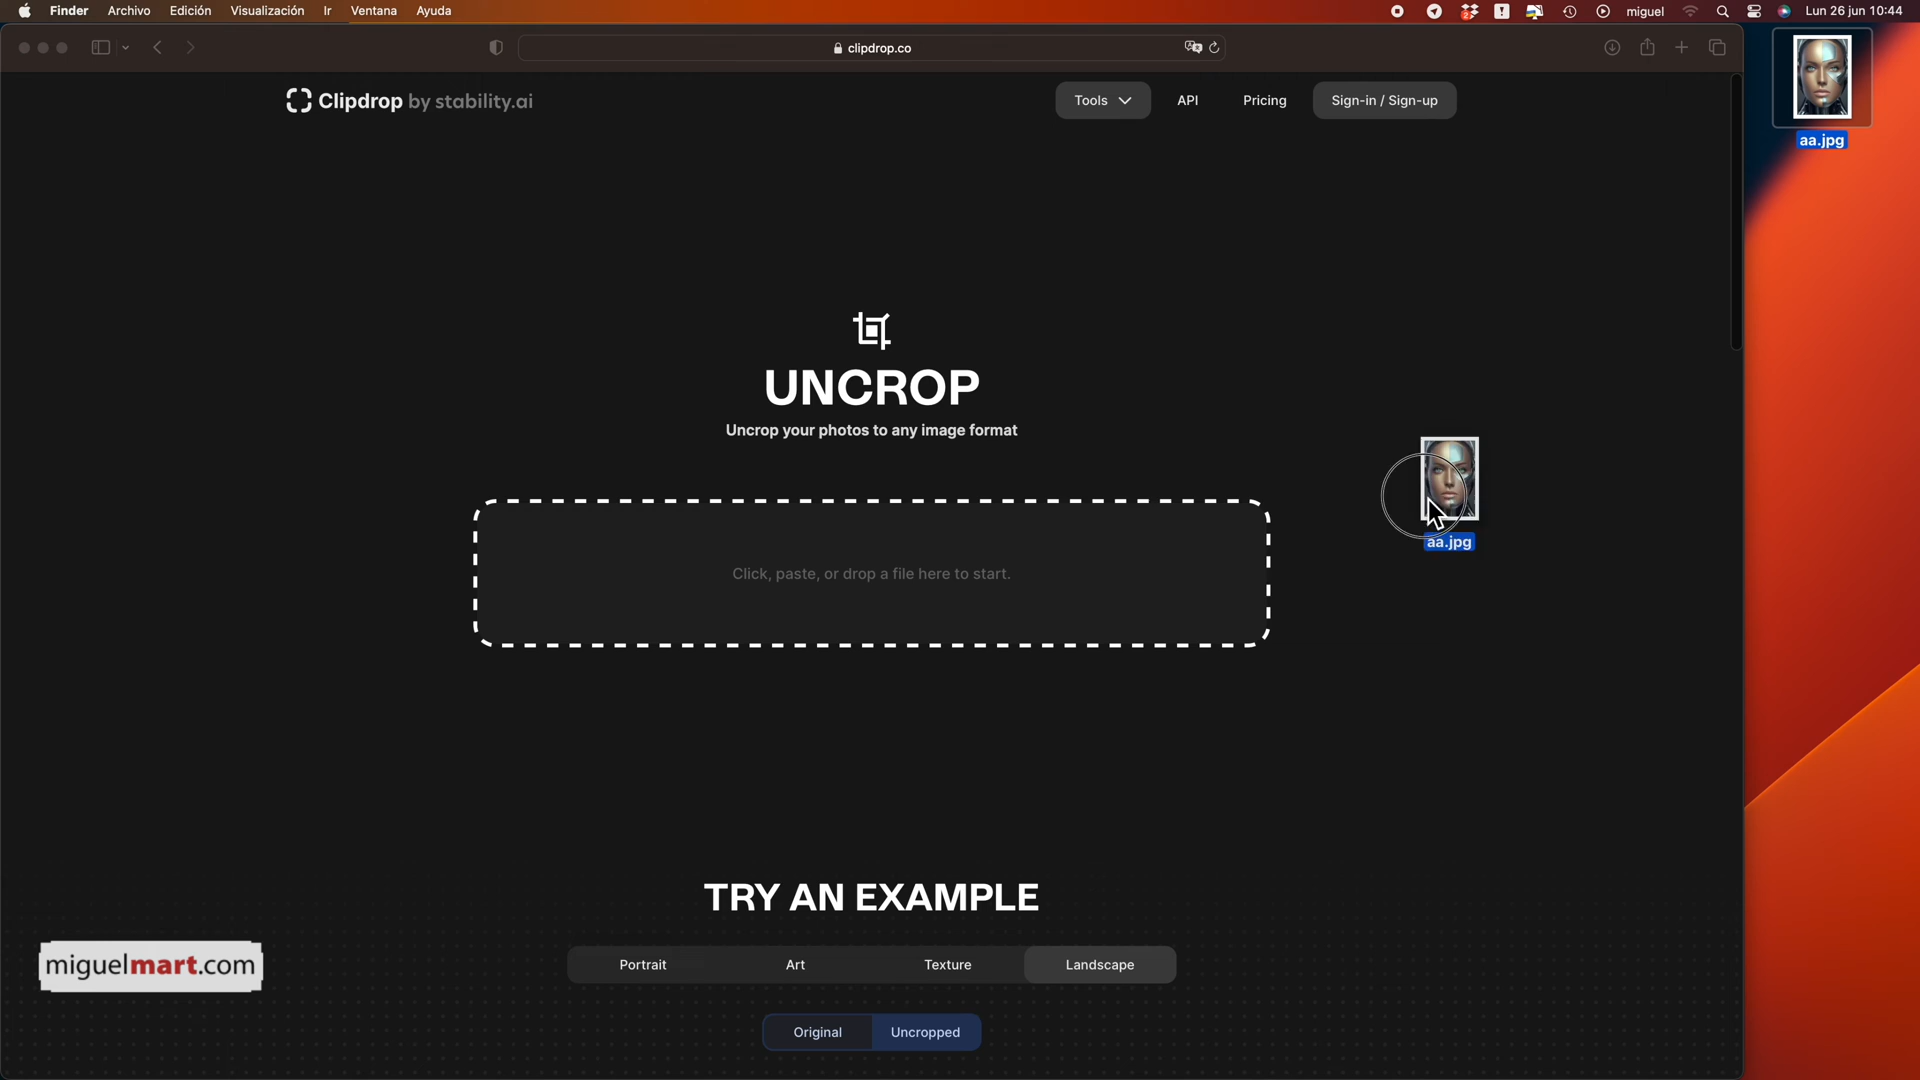 Finder Archivo Edición Visualización Ir Ventana Ayuda
2
miguel
Lun 26 jun 10:44
clipdrop.co
Clipdrop by stability.ai
Tools
API
Pricing
Sign-in / Sign-up
aa.jpg
UNCROP
Uncrop your photos to any image format
aa.jpg
Click, paste, or drop a file here to start.
TRY AN EXAMPLE
Portrait
Art
Texture
Landscape
miguelmart.com
Original
Uncropped